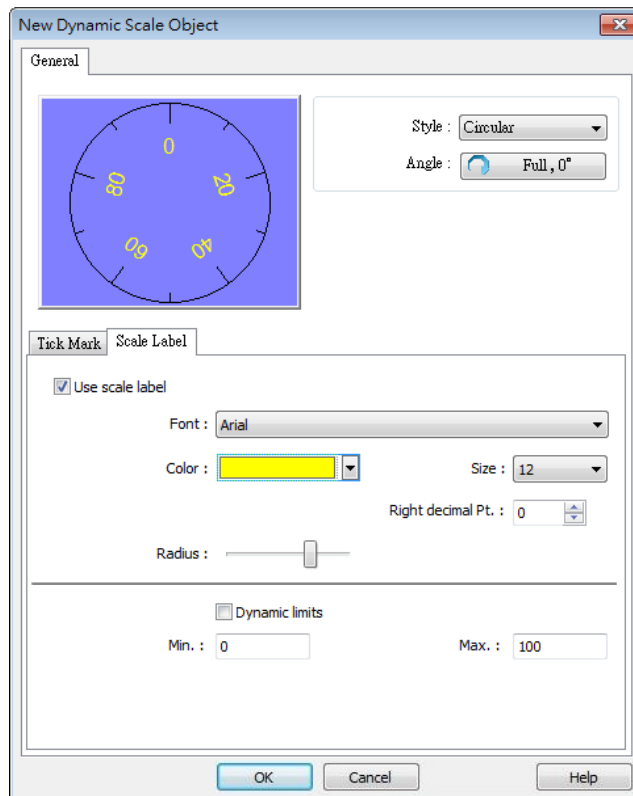 New Dynamic Scale Object
General
0
20
40
60
80
Style : Circular
Angle : Full , 0°
Tick Mark Scale Label
Use scale label
Font : Arial
Color : Size : 12
Right decimal Pt. : 0
Radius :
Dynamic limits
Min. : 0 Max. : 100
OK Cancel Help